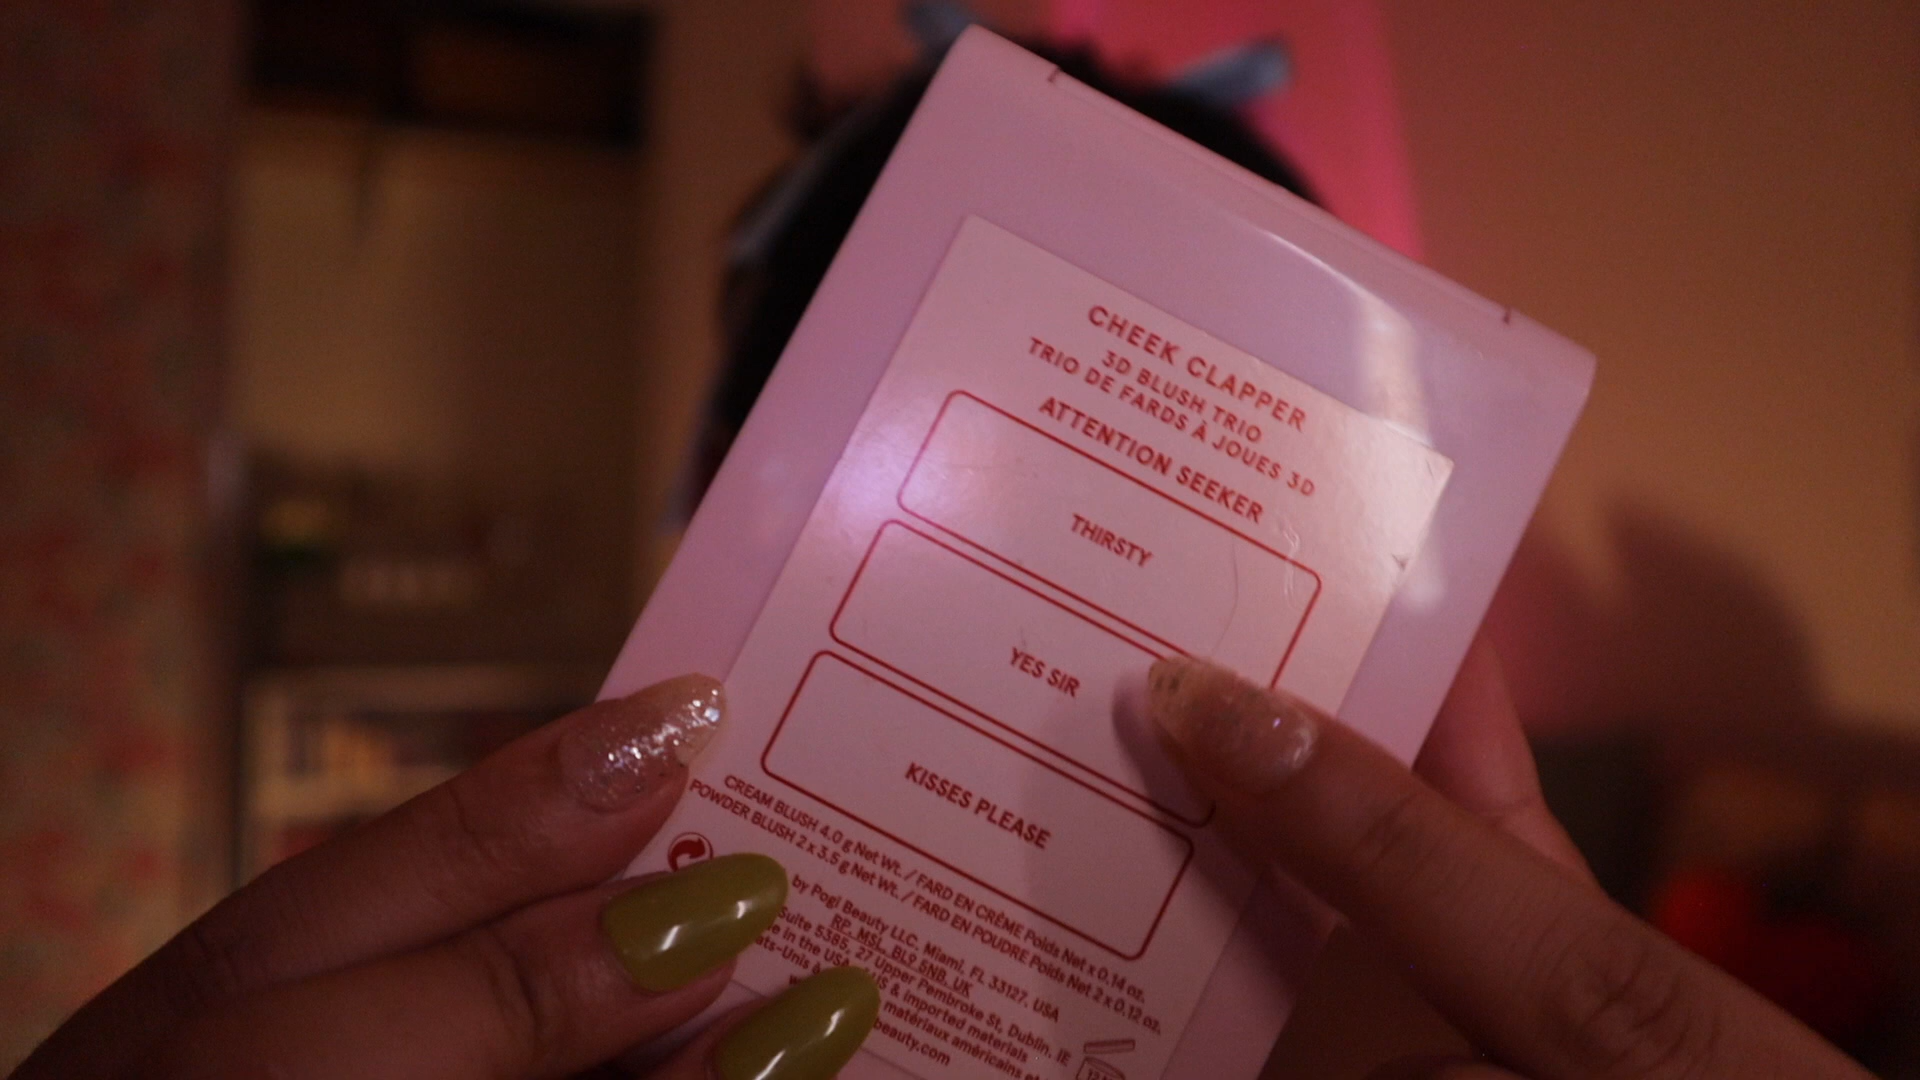 CHEEK CLAPPER
3D BLUSH TRIO
TRIO DE FARDS À JOUES 3D
ATTENTION SEEKER
THIRSTY
YES SIR
KISSES PLEASE
CREAM BLUSH 4.0 g Net Wt. / FARD EN CRÈME Poids Net x 0.14 oz.
POWDER BLUSH 2 x 3.5 g Net Wt. / FARD EN POUDRE Poids Net 2 x 0.12 oz.
by Pogi Beauty LLC, Miami, FL 33127, USA
RP, MSL, BL9 5NB, UK
Suite 5385, 27 Upper Pembroke St, Dublin, IE
in the USA US & imported materials
matériaux américains et
beauty.com